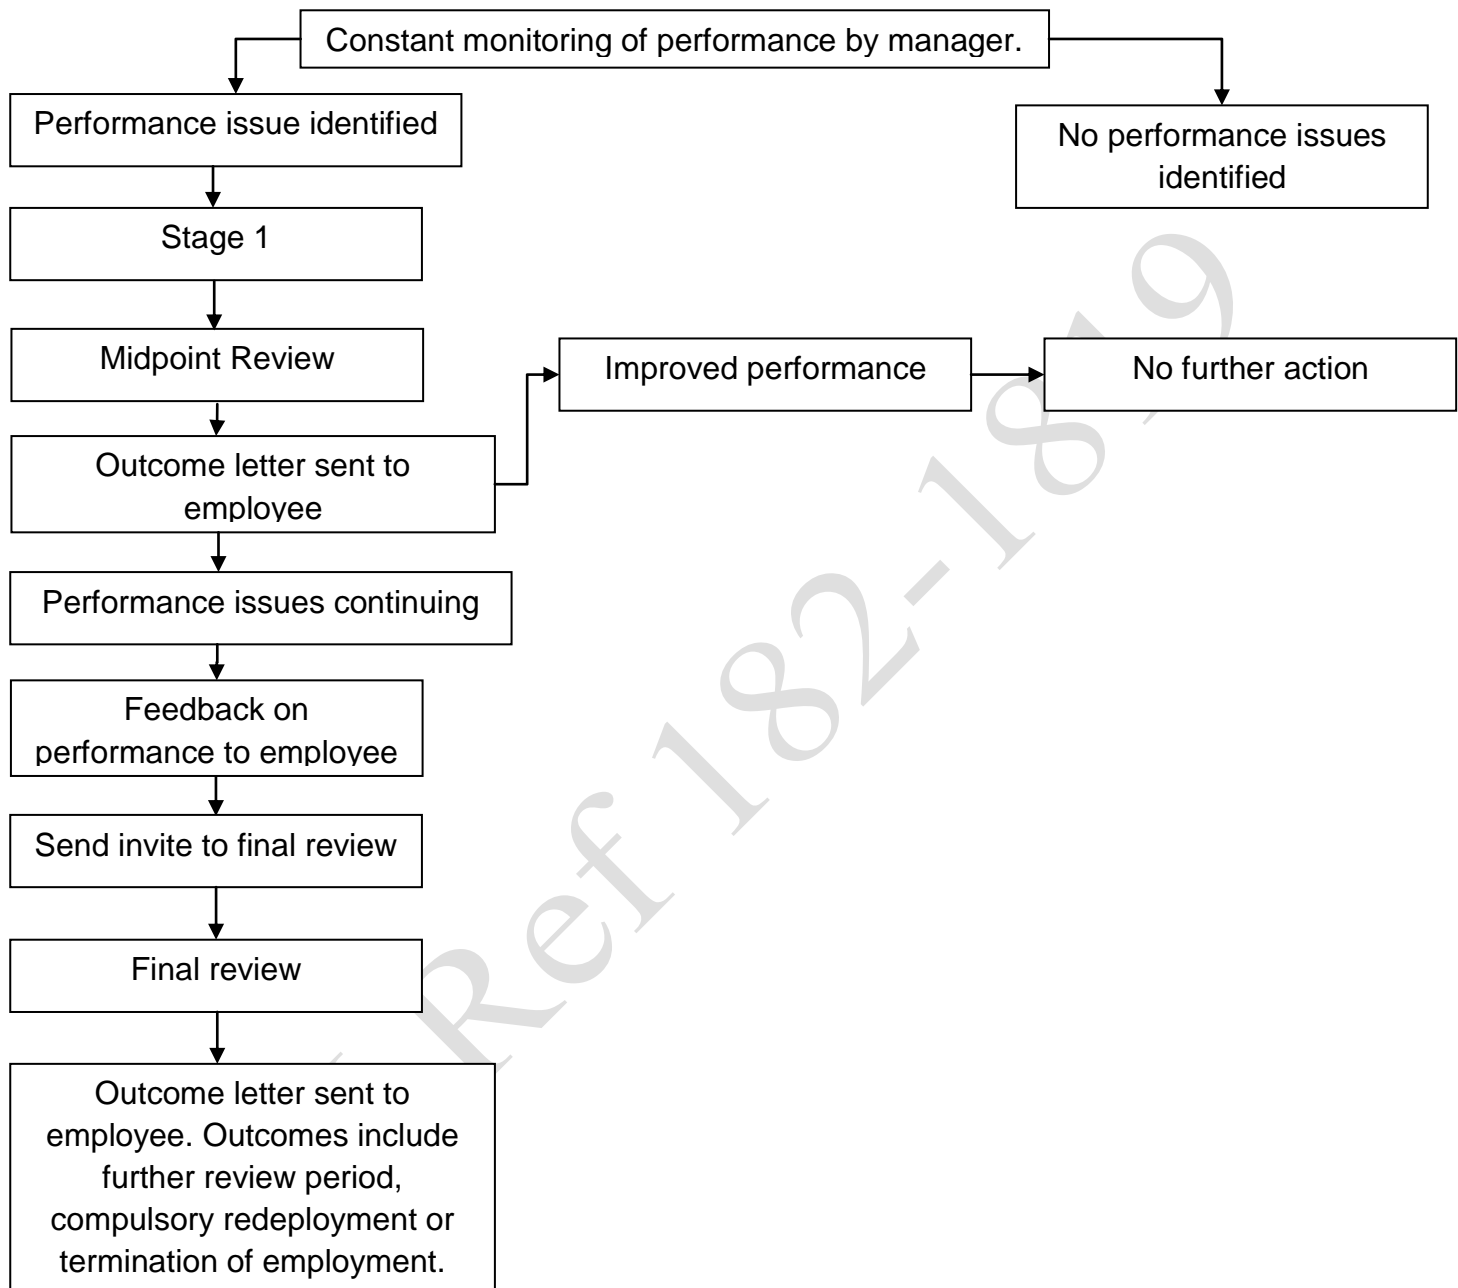 Constant monitoring of performance by manager.
Performance issue identified
No performance issues
identified
Stage 1
Midpoint Review
Improved performance
No further action
Outcome letter sent to
employee
Performance issues continuing
Feedback on
performance to employee
Send invite to final review
Final review
Outcome letter sent to
employee. Outcomes include
further review period,
compulsory redeployment or
termination of employment.
Ref 182-1819